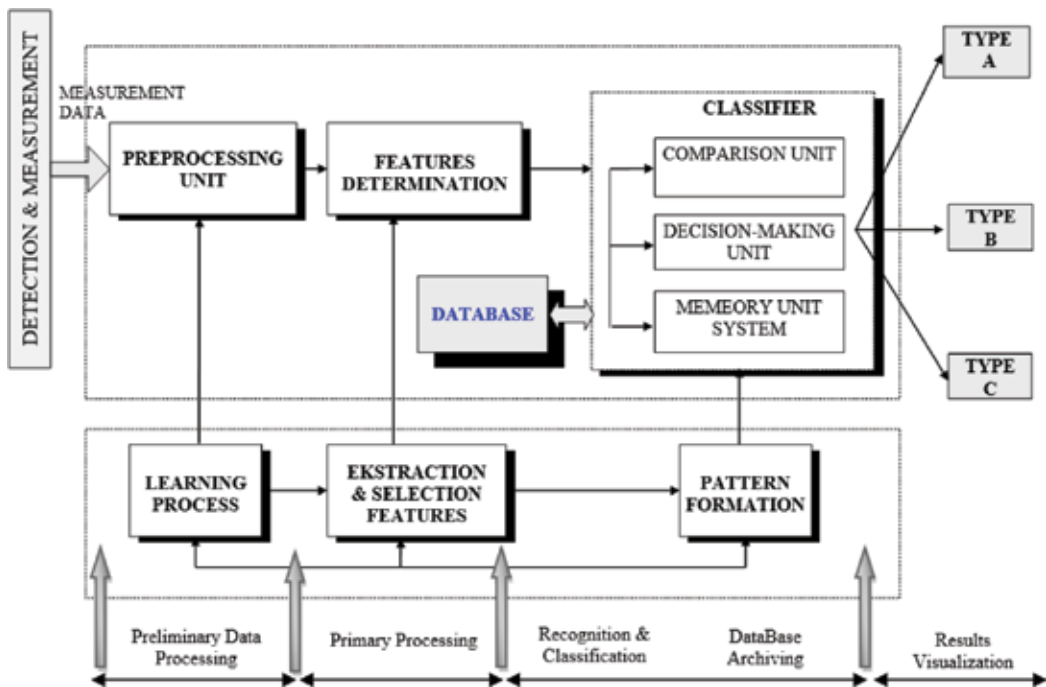 DETECTION & MEASUREMENT
MEASUREMENT
DATA
PREPROCESSING
UNIT
FEATURES
DETERMINATION
CLASSIFIER
COMPARISON UNIT
DECISION-MAKING
UNIT
MEMEORY UNIT
SYSTEM
DATABASE
TYPE
A
TYPE
B
TYPE
C
LEARNING
PROCESS
EKSTRACTION
& SELECTION
FEATURES
PATTERN
FORMATION
Preliminary Data
Processing
Primary Processing
Recognition &
Classification
DataBase
Archiving
Results
Visualization